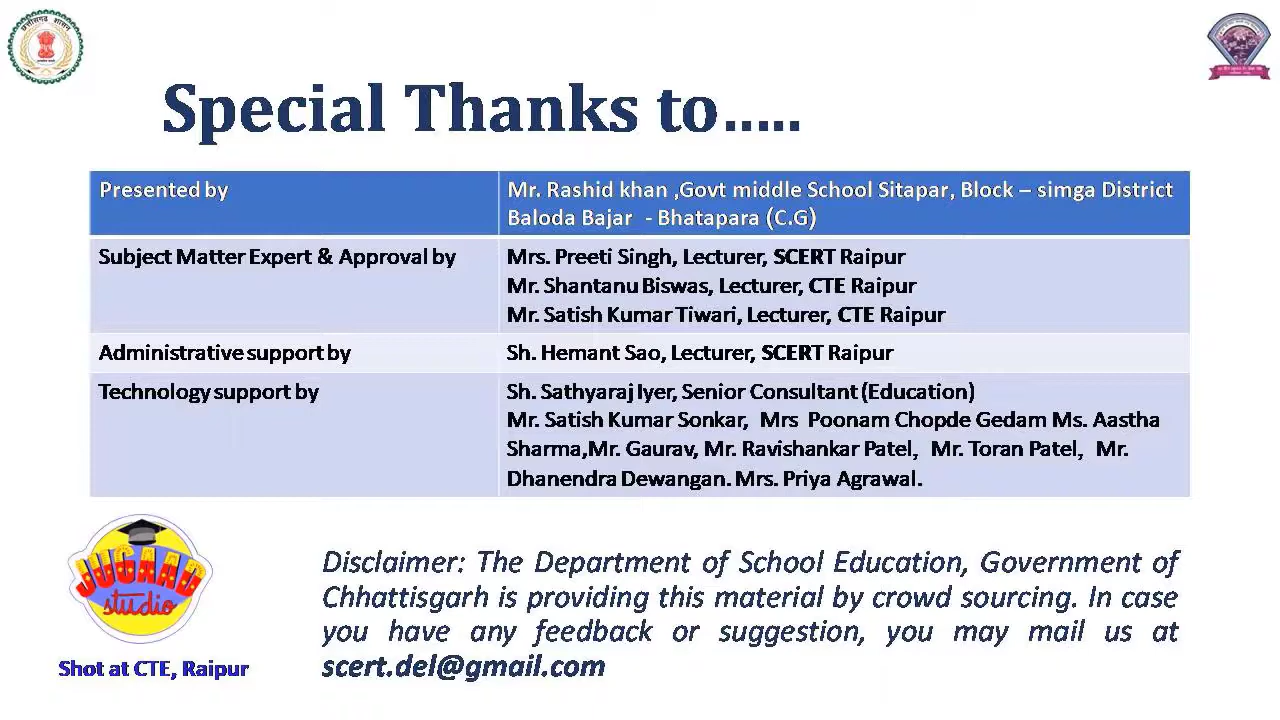 छत्तीसगढ़ शासन
Special Thanks to.....
Presented by
Mr. Rashid khan ,Govt middle School Sitapar, Block – simga District
Baloda Bajar - Bhatapara (C.G)
Subject Matter Expert & Approval by
Mrs. Preeti Singh, Lecturer, SCERT Raipur
Mr. Shantanu Biswas, Lecturer, CTE Raipur
Mr. Satish Kumar Tiwari, Lecturer, CTE Raipur
Administrative support by
Sh. Hemant Sao, Lecturer, SCERT Raipur
Technology support by
Sh. Sathyaraj Iyer, Senior Consultant (Education)
Mr. Satish Kumar Sonkar, Mrs Poonam Chopde Gedam Ms. Aastha
Sharma,Mr. Gaurav, Mr. Ravishankar Patel, Mr. Toran Patel, Mr.
Dhanendra Dewangan. Mrs. Priya Agrawal.
JUGAAD
studio
Shot at CTE, Raipur
Disclaimer: The Department of School Education, Government of
Chhattisgarh is providing this material by crowd sourcing. In case
you have any feedback or suggestion, you may mail us at
scert.del@gmail.com